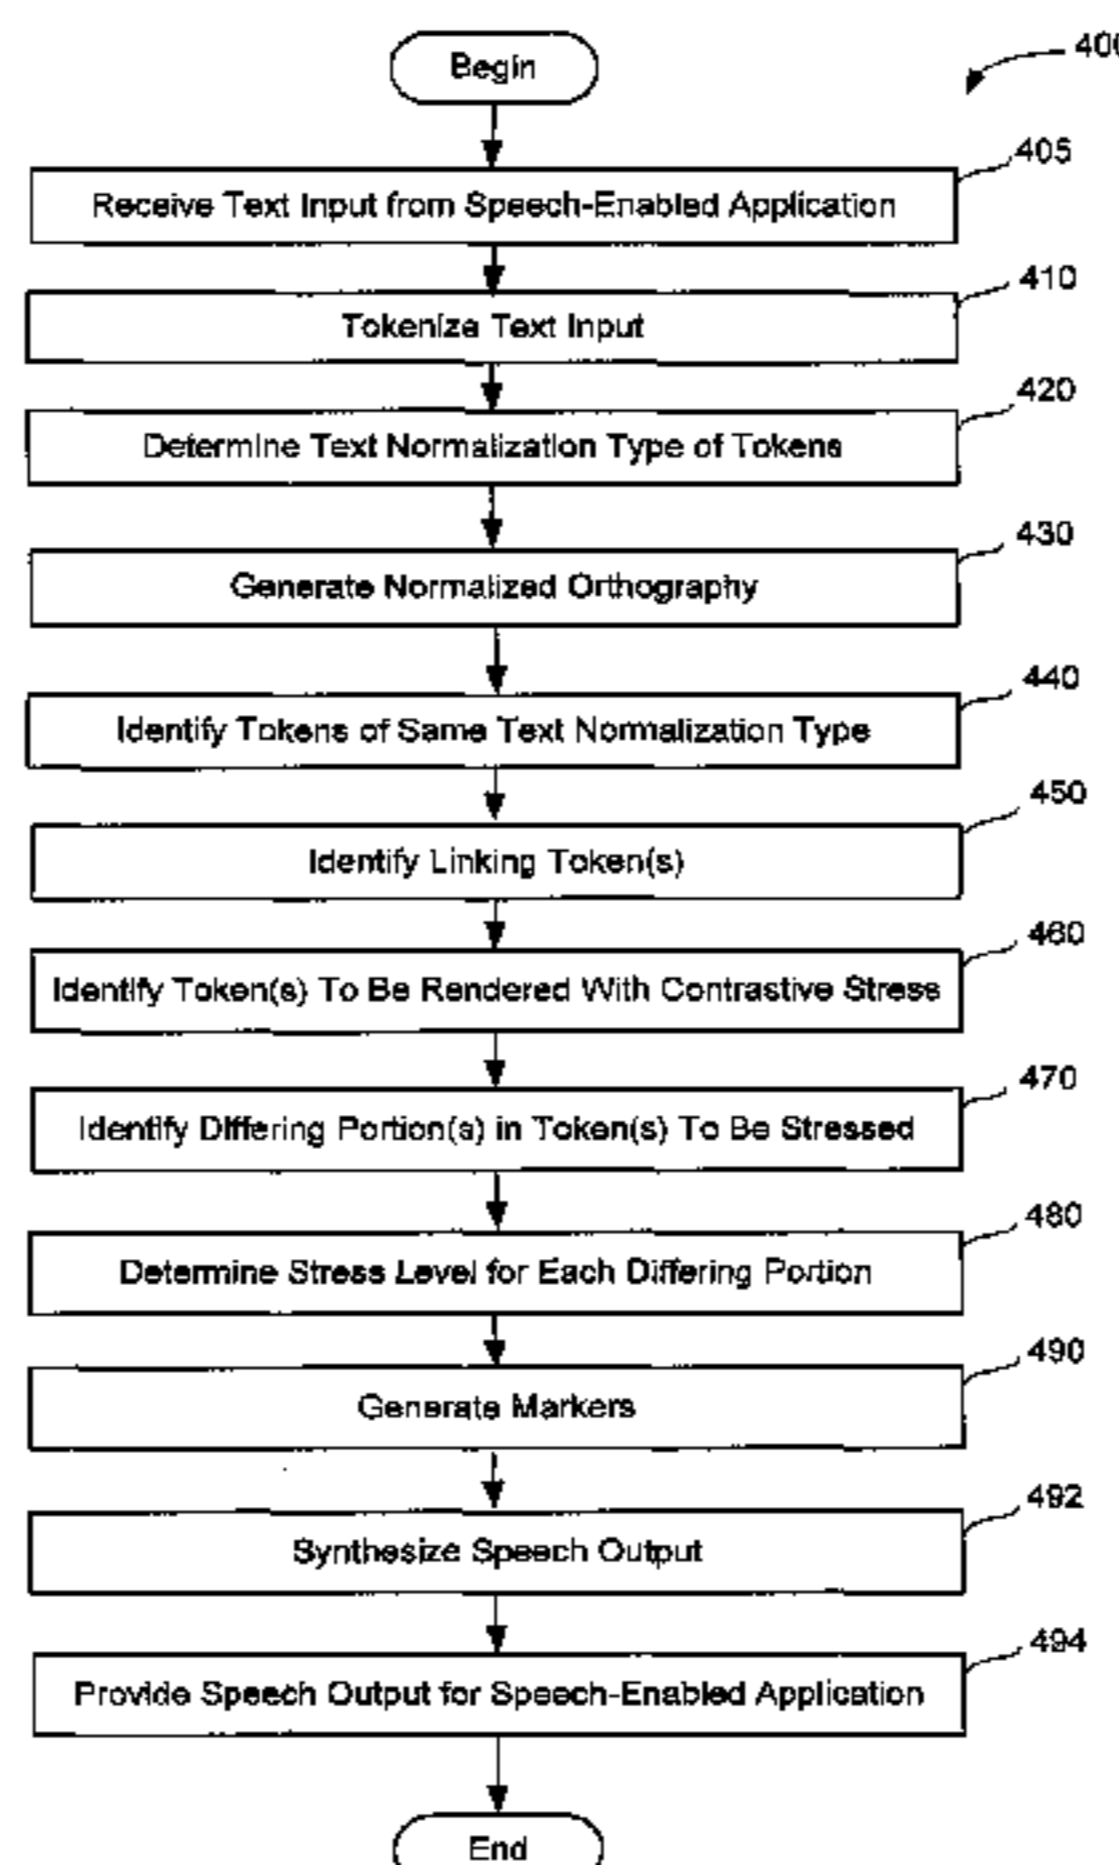 Begin
400
405
Receive Text Input from Speech-Enabled Application
410
Tokenize Text Input
420
Determine Text Normalization Type of Tokens
430
Generate Normalized Orthography
440
Identify Tokens of Same Text Normalization Type
450
Identify Linking Token(s)
460
Identify Token(s) To Be Rendered With Contrastive Stress
470
Identify Differing Portion(s) in Token(s) To Be Stressed
480
Determine Stress Level for Each Differing Portion
490
Generate Markers
492
Synthesize Speech Output
494
Provide Speech Output for Speech-Enabled Application
End